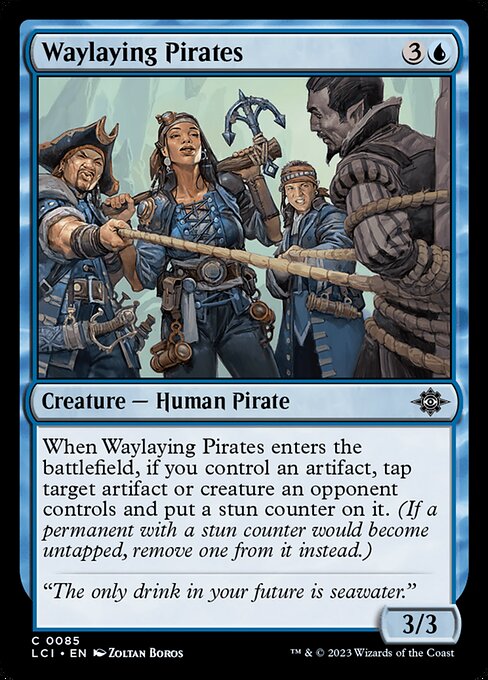 Waylaying Pirates 3
Creature — Human Pirate
When Waylaying Pirates enters the
battlefield, if you control an artifact, tap
target artifact or creature an opponent
controls and put a stun counter on it. (If a
permanent with a stun counter would become
untapped, remove one from it instead.)
“The only drink in your future is seawater.”
3/3
C 0085
LCI • EN Zoltan Boros
™ & © 2023 Wizards of the Coast